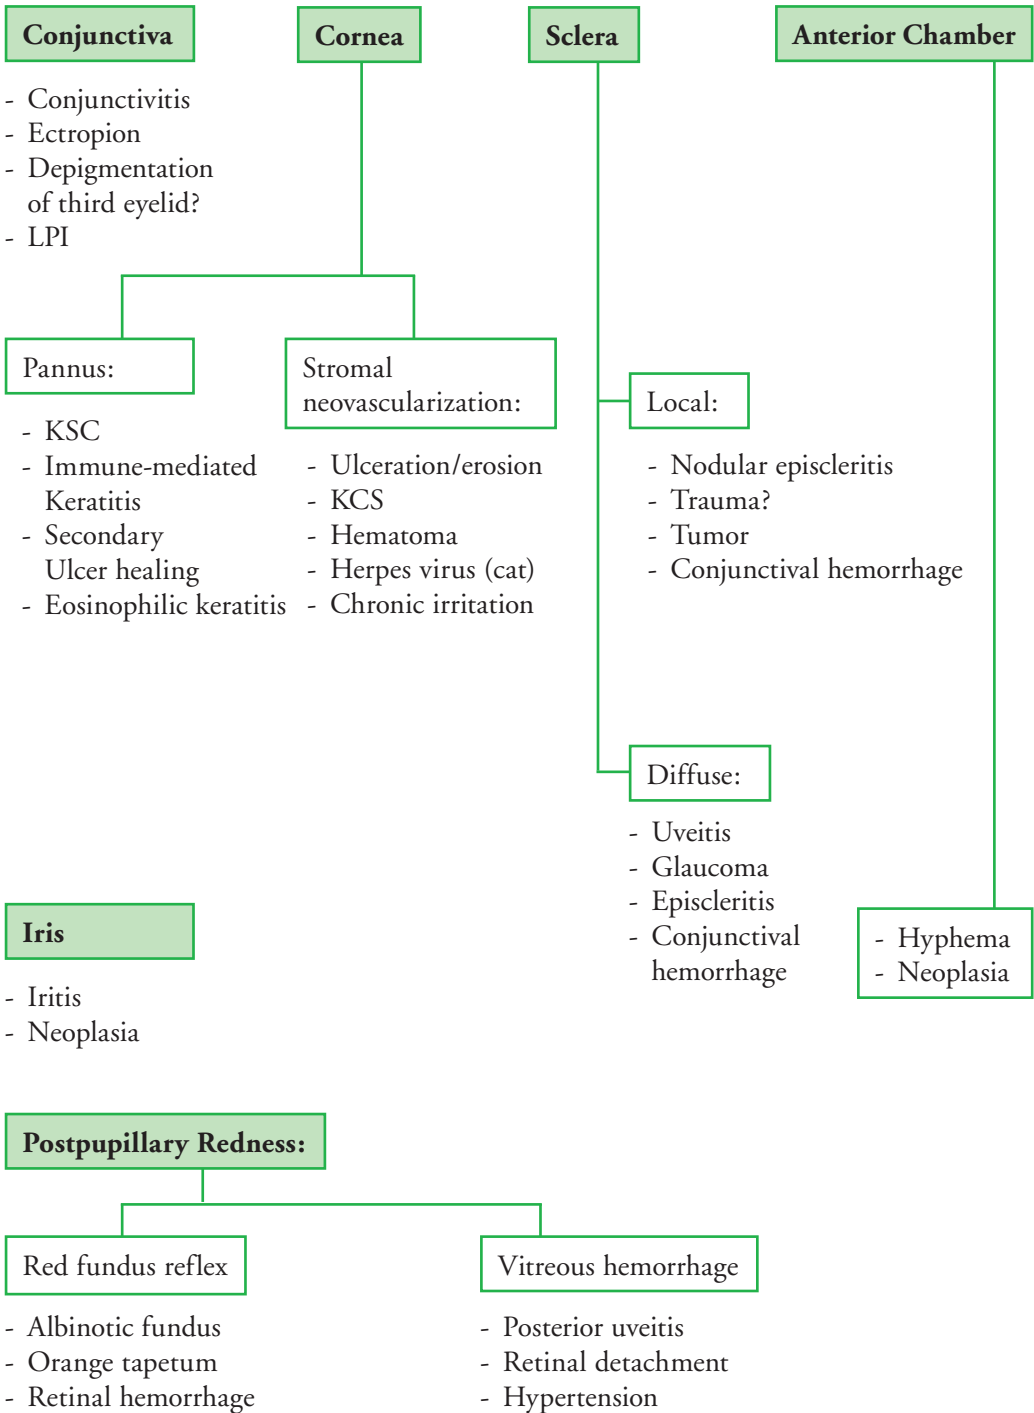 Conjunctiva
- Conjunctivitis
- Ectropion
- Depigmentation
of third eyelid?
- LPI
Cornea
Pannus:
- KSC
- Immune-mediated
Keratitis
- Secondary
Ulcer healing
- Eosinophilic keratitis
Stromal
neovascularization:
- Ulceration/erosion
- KCS
- Hematoma
- Herpes virus (cat)
- Chronic irritation
Sclera
Local:
- Nodular episcleritis
- Trauma?
- Tumor
- Conjunctival hemorrhage
Diffuse:
- Uveitis
- Glaucoma
- Episcleritis
- Conjunctival
hemorrhage
Anterior Chamber
- Hyphema
- Neoplasia
Iris
- Iritis
- Neoplasia
Postpupillary Redness:
Red fundus reflex
- Albinotic fundus
- Orange tapetum
- Retinal hemorrhage
Vitreous hemorrhage
- Posterior uveitis
- Retinal detachment
- Hypertension